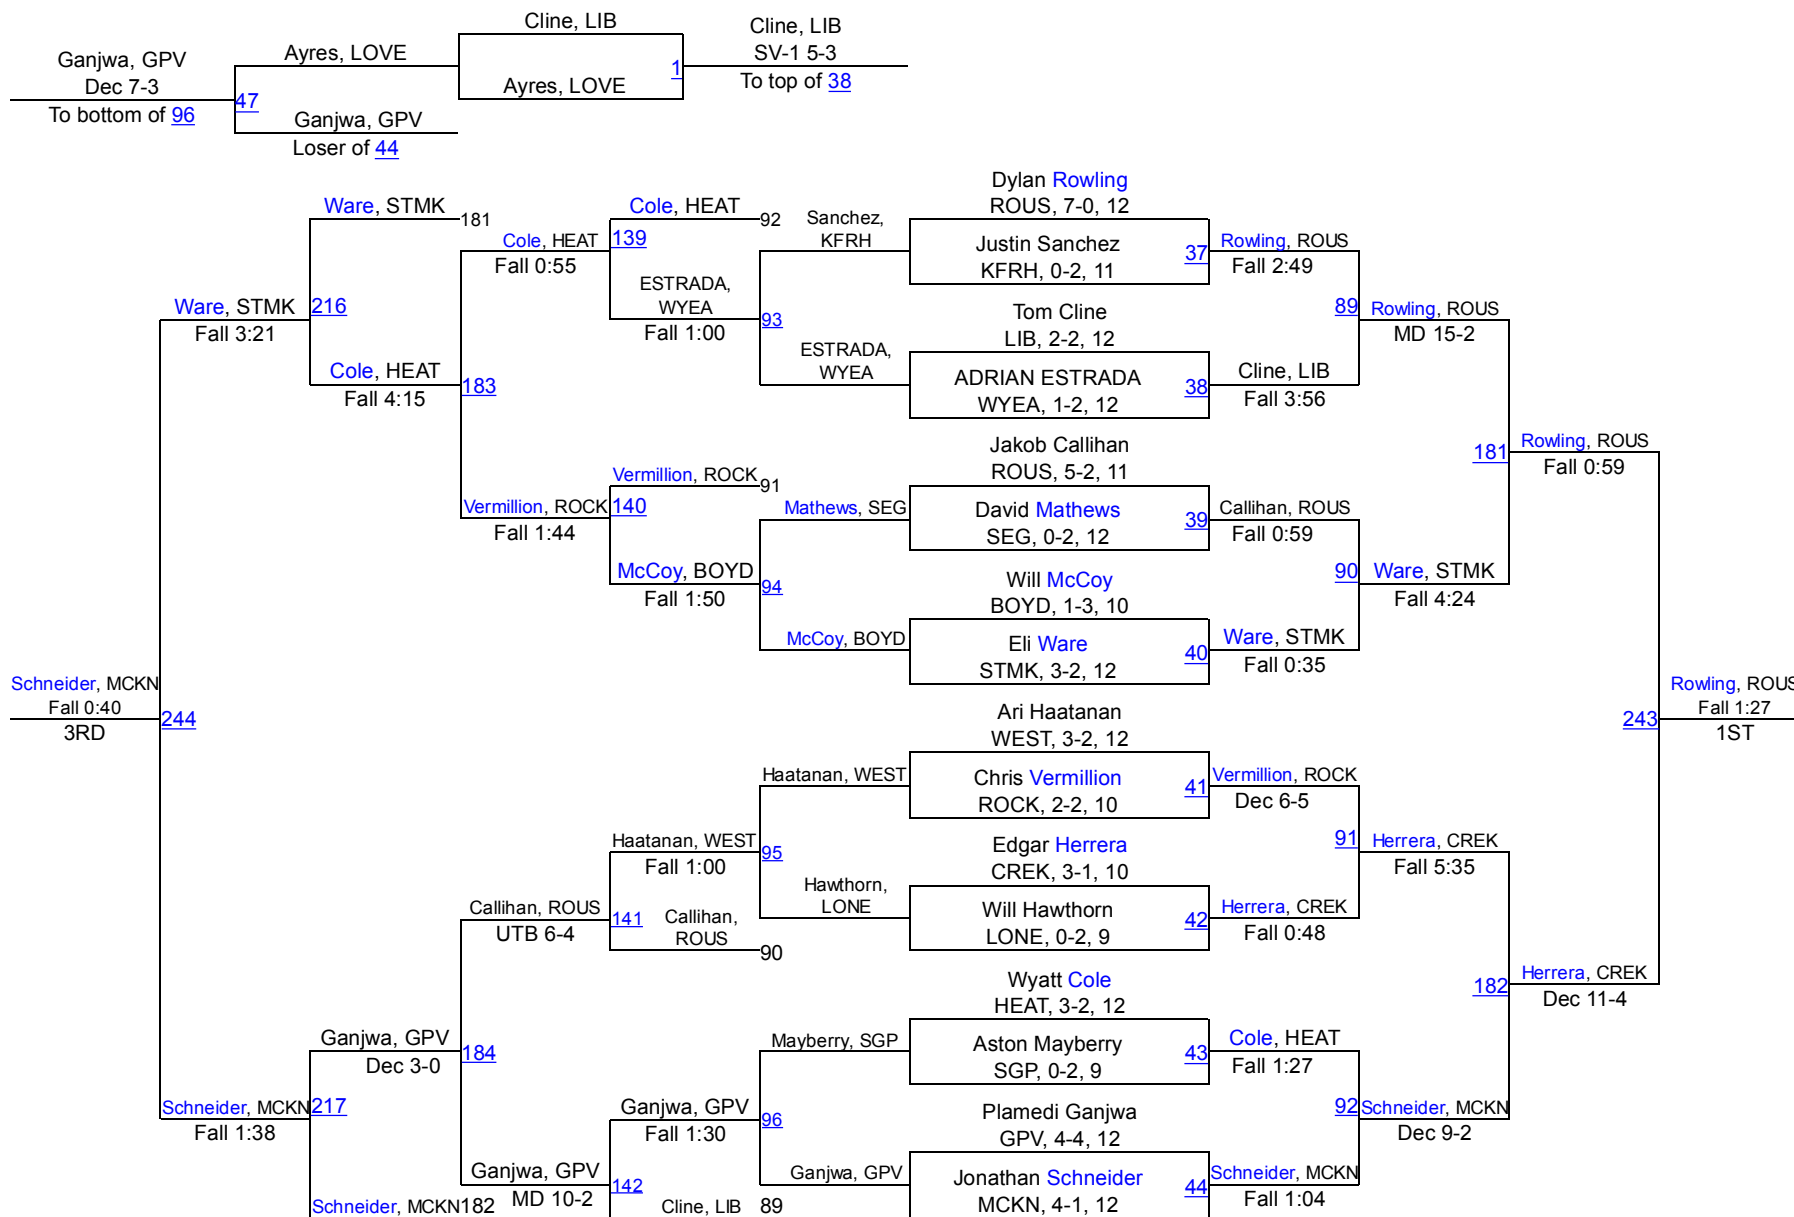 Cline, LIB
Cline, LIB
SV-1 5-3
Ganjwa, GPV
Dec 7-3
Ayres, LOVE
1
To top of 38
Ayres, LOVE
To bottom of 96
47
Ganjwa, GPV
Loser of 44
Dylan Rowling
ROUS, 7-0, 12
Ware, STMK
181
Cole, HEAT
92
Sanchez,
KFRH
Cole, HEAT
Fall 0:55
139
Justin Sanchez
KFRH, 0-2, 11
37
Rowling, ROUS
Fall 2:49
ESTRADA,
WYEA
Fall 1:00
93
Tom Cline
LIB, 2-2, 12
89
Rowling, ROUS
MD 15-2
Ware, STMK
Fall 3:21
216
ESTRADA,
WYEA
ADRIAN ESTRADA
WYEA, 1-2, 12
38
Cline, LIB
Fall 3:56
Cole, HEAT
Fall 4:15
183
Jakob Callihan
ROUS, 5-2, 11
181
Rowling, ROUS
Fall 0:59
Vermillion, ROCK
91
Vermillion, ROCK
Fall 1:44
140
Mathews, SEG
David Mathews
SEG, 0-2, 12
39
Callihan, ROUS
Fall 0:59
McCoy, BOYD
Fall 1:50
94
Will McCoy
BOYD, 1-3, 10
90
Ware, STMK
Fall 4:24
McCoy, BOYD
Eli Ware
STMK, 3-2, 12
40
Ware, STMK
Fall 0:35
Schneider, MCKN
Fall 0:40
3RD
244
Ari Haatanan
WEST, 3-2, 12
243
Rowling, ROUS
Fall 1:27
1ST
Haatanan, WEST
Chris Vermillion
ROCK, 2-2, 10
41
Vermillion, ROCK
Dec 6-5
Haatanan, WEST
Fall 1:00
95
Edgar Herrera
CREK, 3-1, 10
91
Herrera, CREK
Fall 5:35
Hawthorn,
LONE
Callihan, ROUS
UTB 6-4
141
Callihan,
ROUS
90
Will Hawthorn
LONE, 0-2, 9
42
Herrera, CREK
Fall 0:48
Wyatt Cole
HEAT, 3-2, 12
182
Herrera, CREK
Dec 11-4
Ganjwa, GPV
Dec 3-0
184
Mayberry, SGP
Aston Mayberry
SGP, 0-2, 9
43
Cole, HEAT
Fall 1:27
Schneider, MCKN
Fall 1:38
217
Ganjwa, GPV
Fall 1:30
96
Plamedi Ganjwa
GPV, 4-4, 12
92
Schneider, MCKN
Dec 9-2
Ganjwa, GPV
MD 10-2
142
Ganjwa, GPV
Jonathan Schneider
MCKN, 4-1, 12
44
Schneider, MCKN
Fall 1:04
Schneider, MCKN
182
Cline, LIB
89